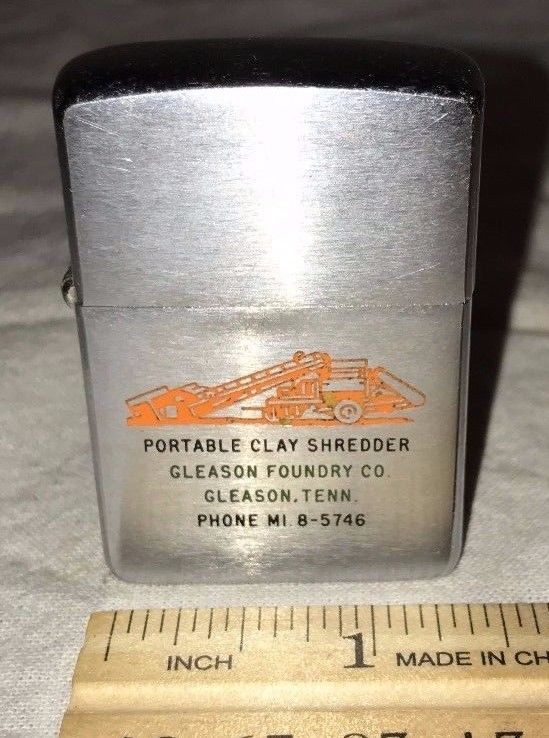 PORTABLE CLAY SHREDDER
GLEASON FOUNDRY CO.
GLEASON, TENN.
PHONE MI. 8-5746
INCH 1 MADE IN CH